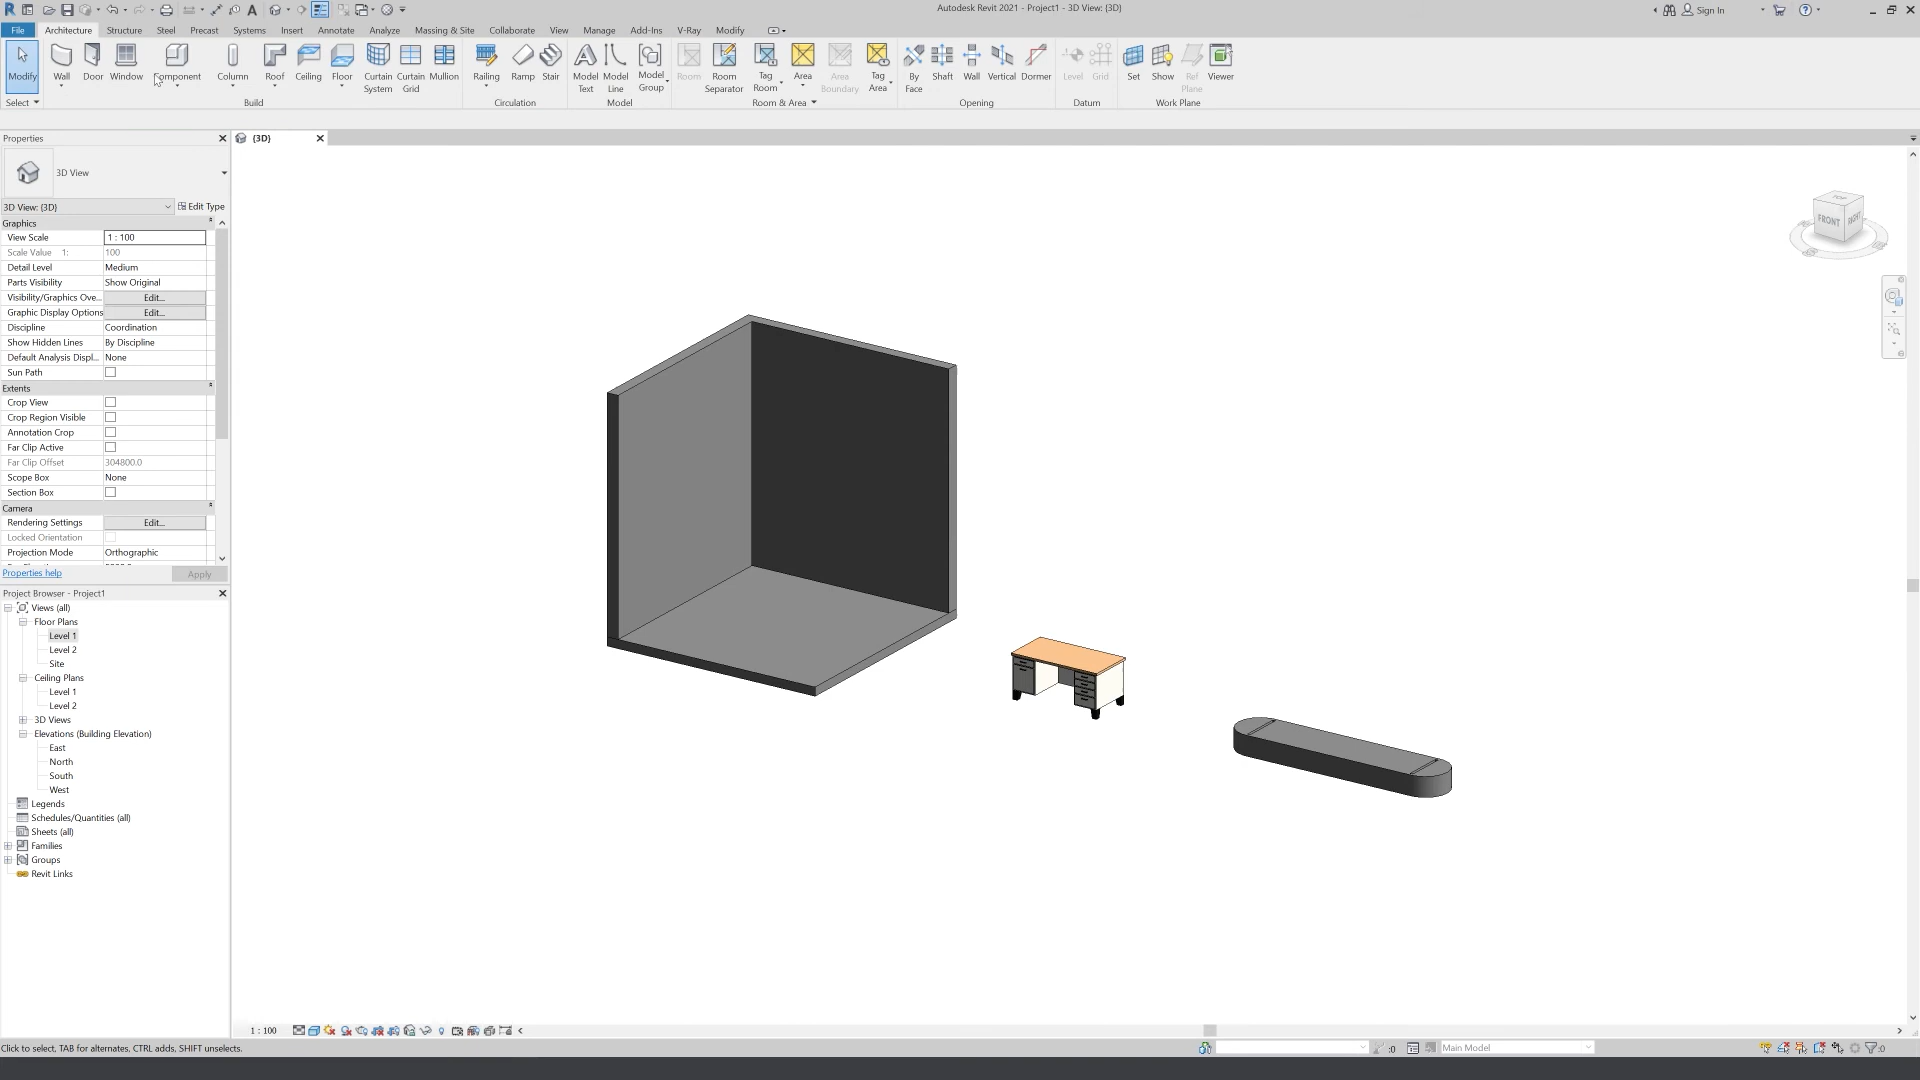 Autodesk Revit 2021 - Project1 - 3D View: {3D}
Sign In
File Architecture Structure Steel Precast Systems Insert Annotate Analyze Massing & Site Collaborate View Manage Add-Ins V-Ray Modify
Modify Wall Door Window Component Column Roof Ceiling Floor Curtain System Curtain Grid Mullion Railing Ramp Stair Model Text Model Line Model Group Room Room Separator Tag Room Area Area Boundary Tag Area By Face Shaft Wall Vertical Dormer Level Grid Set Show Ref Plane Viewer
Select Build Circulation Model Room & Area Opening Datum Work Plane
Properties
{3D}
3D View
3D View: {3D} Edit Type
Graphics
View Scale 1 : 100
Scale Value 1: 100
Detail Level Medium
Parts Visibility Show Original
Visibility/Graphics Ove... Edit...
Graphic Display Options Edit...
Discipline Coordination
Show Hidden Lines By Discipline
Default Analysis Displ... None
Sun Path
Extents
Crop View
Crop Region Visible
Annotation Crop
Far Clip Active
Far Clip Offset 304800.0
Scope Box None
Section Box
Camera
Rendering Settings Edit...
Locked Orientation
Projection Mode Orthographic
Properties help Apply
TOP
FRONT RIGHT
Project Browser - Project1
Views (all)
Floor Plans
Level 1
Level 2
Site
Ceiling Plans
Level 1
Level 2
3D Views
Elevations (Building Elevation)
East
North
South
West
Legends
Schedules/Quantities (all)
Sheets (all)
Families
Groups
Revit Links
1 : 100
Click to select, TAB for alternates, CTRL adds, SHIFT unselects.
:0
Main Model
:0